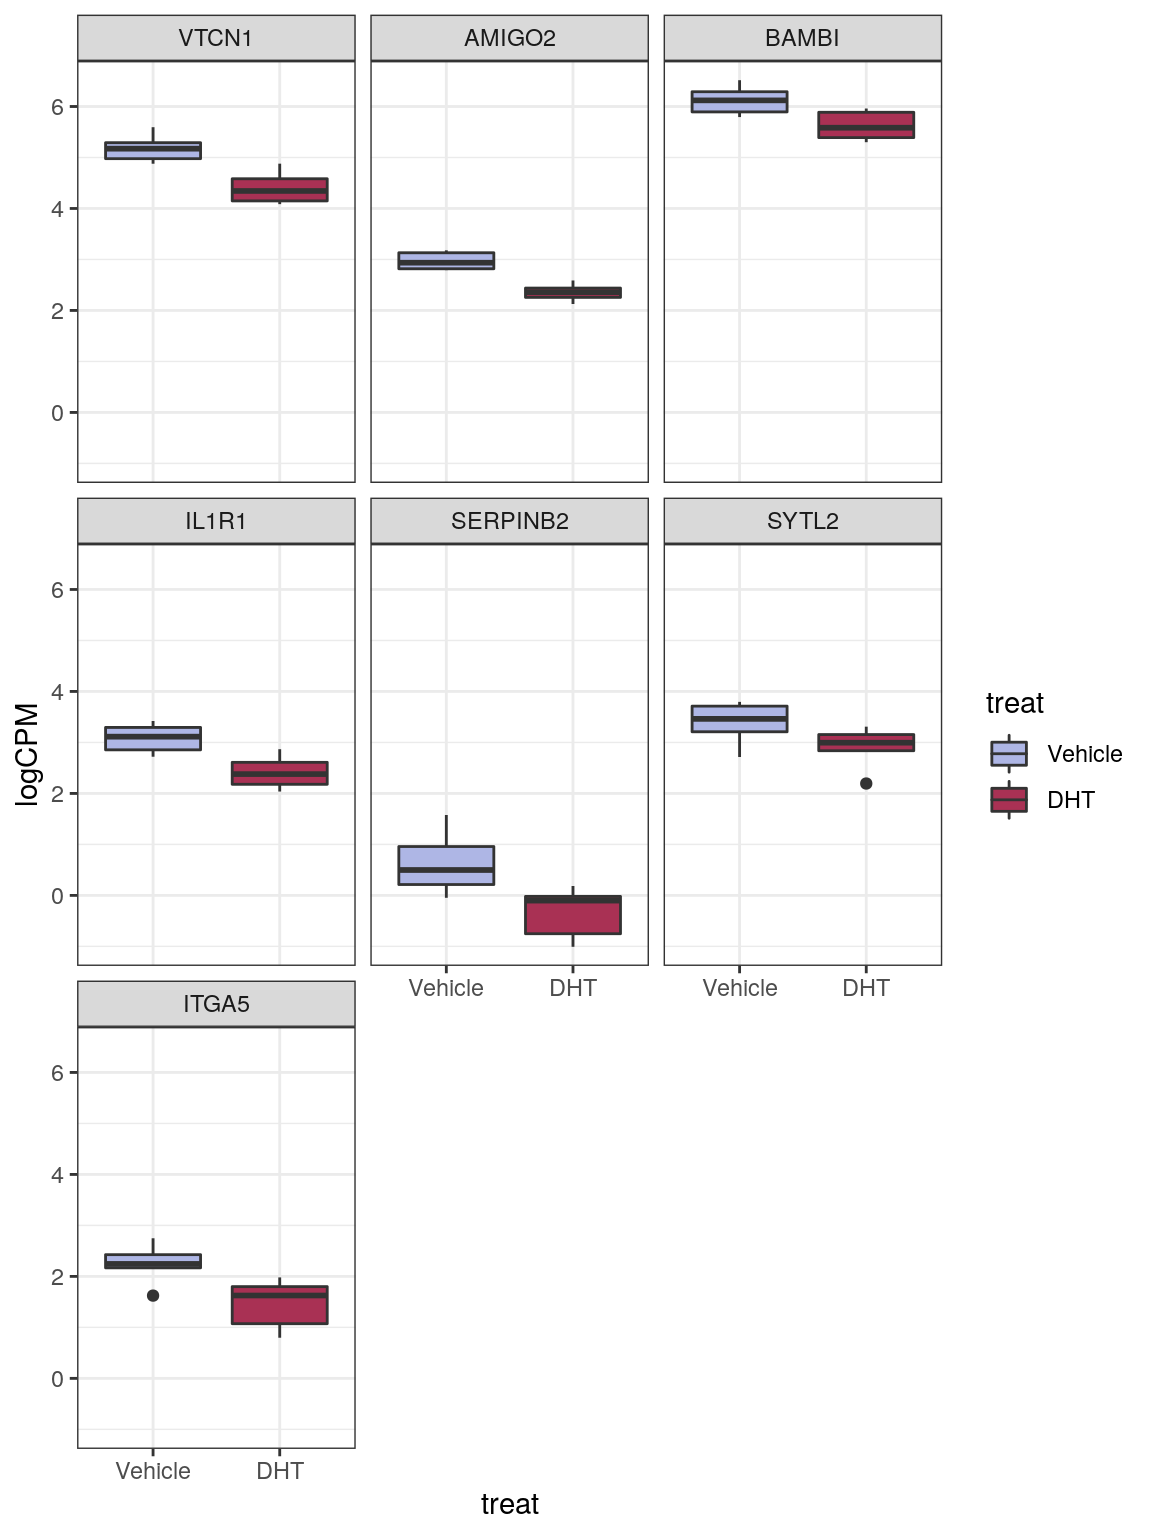 VTCN1
AMIGO2
BAMBI
6
4
2
0
IL1R1
SERPINB2
SYTL2
6
4
2
0
Vehicle
DHT
Vehicle
DHT
ITGA5
6
4
2
0
Vehicle
DHT
treat
logCPM
treat
Vehicle
DHT